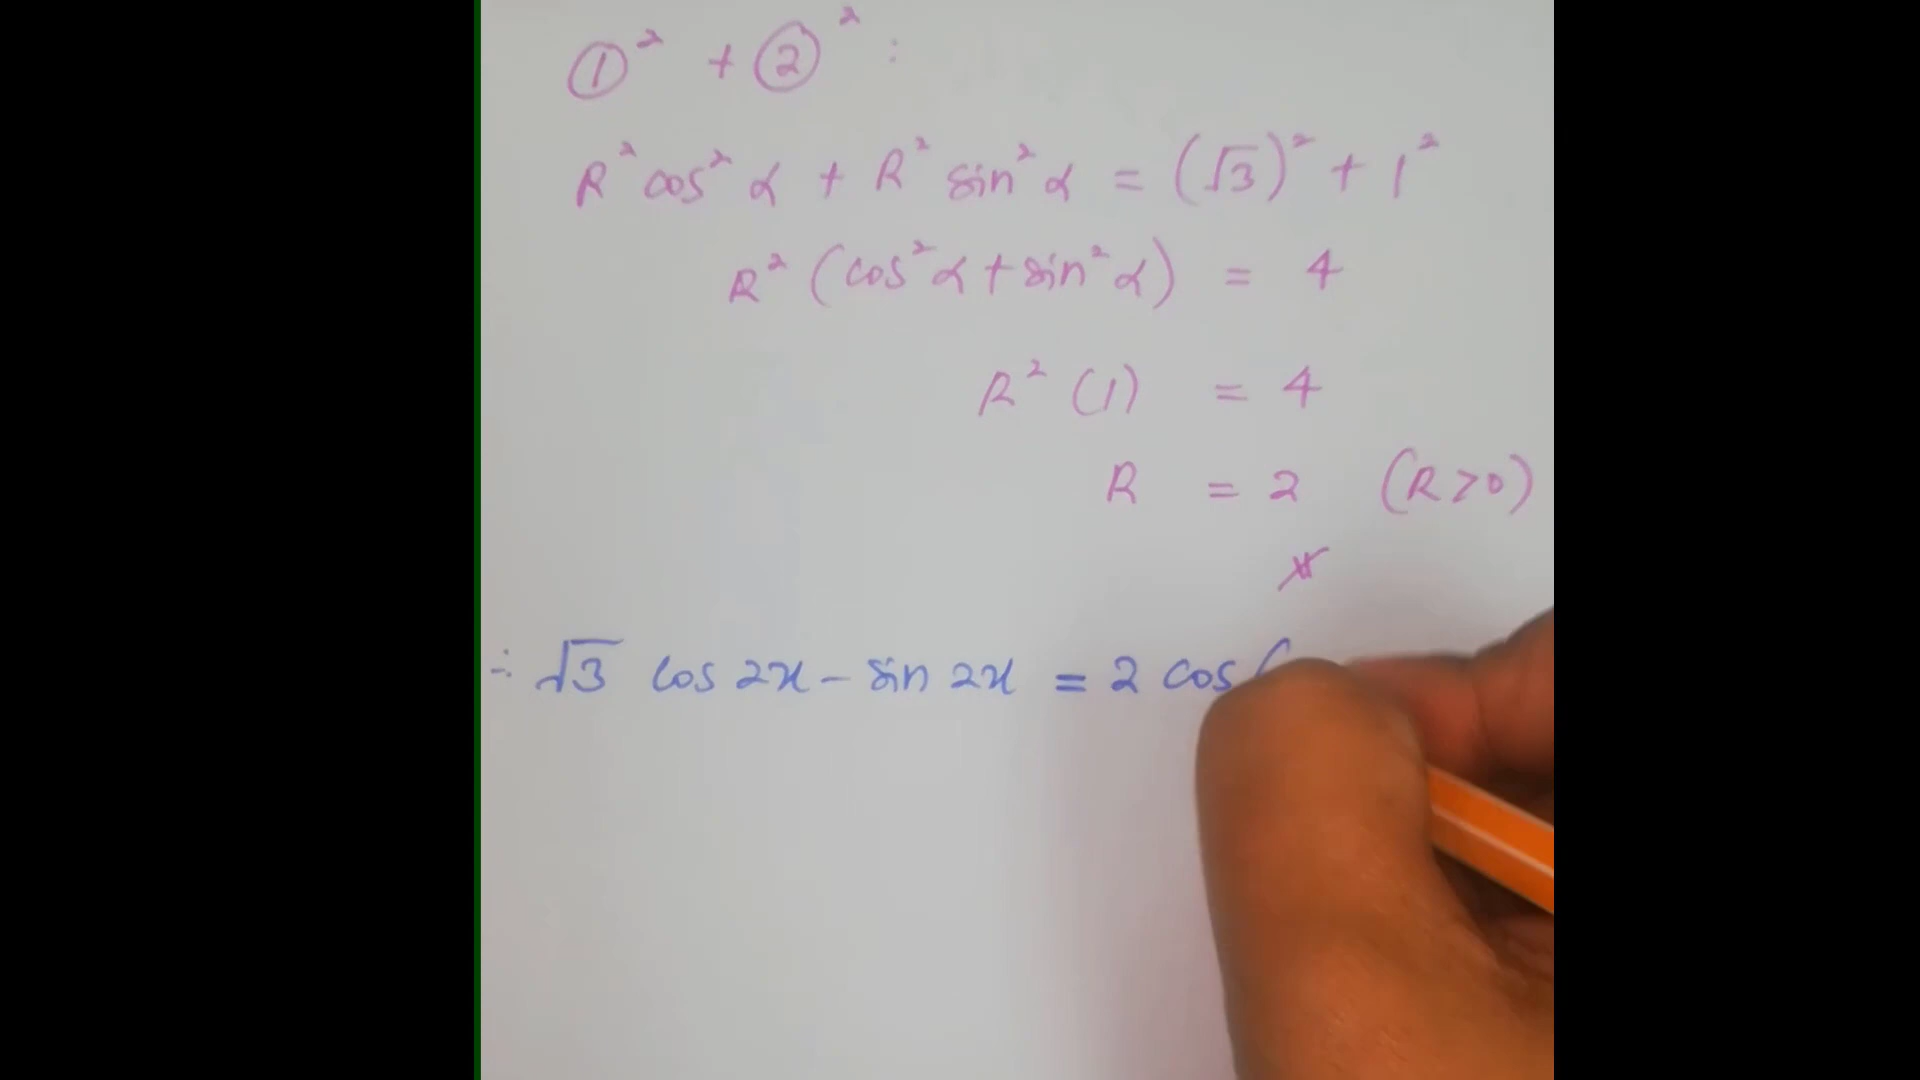 ①² + ②² :
R² cos² α + R² sin² α = (√3)² + 1²
R² (cos² α + sin² α) = 4
R² (1) = 4
R = 2 (R>0)
∴ √3 cos 2x - sin 2x = 2 cos (